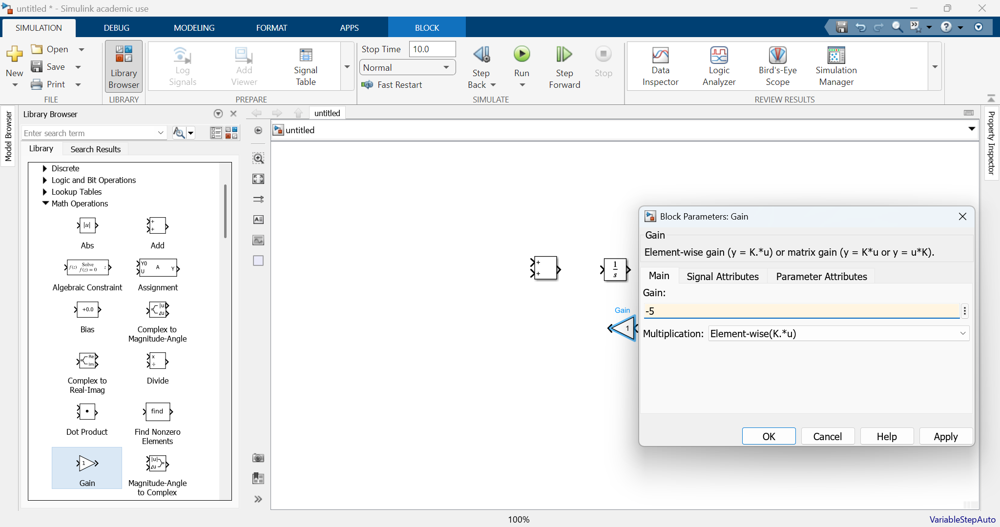 untitled * - Simulink academic use
SIMULATION
DEBUG
MODELING
FORMAT
APPS
BLOCK
New
Open
Save
Print
FILE
Library
Browser
LIBRARY
Log
Signals
Add
Viewer
Signal
Table
PREPARE
Stop Time
10.0
Normal
Fast Restart
Step
Back
Run
Step
Forward
Stop
SIMULATE
Data
Inspector
Logic
Analyzer
Bird's-Eye
Scope
Simulation
Manager
REVIEW RESULTS
Model Browser
Library Browser
Enter search term
Library
Search Results
Discrete
Logic and Bit Operations
Lookup Tables
Math Operations
|u|
Abs
+
+
Add
f(z) Solve f(z) = 0 z
Algebraic Constraint
Y0
U A Y
Assignment
+0.0
Bias
|u|
∠u
Complex to
Magnitude-Angle
Re
Im
Complex to
Real-Imag
×
÷
Divide
Dot Product
find
Find Nonzero
Elements
1
Gain
|u|
∠u
Magnitude-Angle
to Complex
untitled
untitled
+
+
1
s
Gain
1
Block Parameters: Gain
Gain
Element-wise gain (y = K.*u) or matrix gain (y = K*u or y = u*K).
Main
Signal Attributes
Parameter Attributes
Gain:
-5
Multiplication: Element-wise(K.*u)
OK
Cancel
Help
Apply
Property Inspector
100%
VariableStepAuto